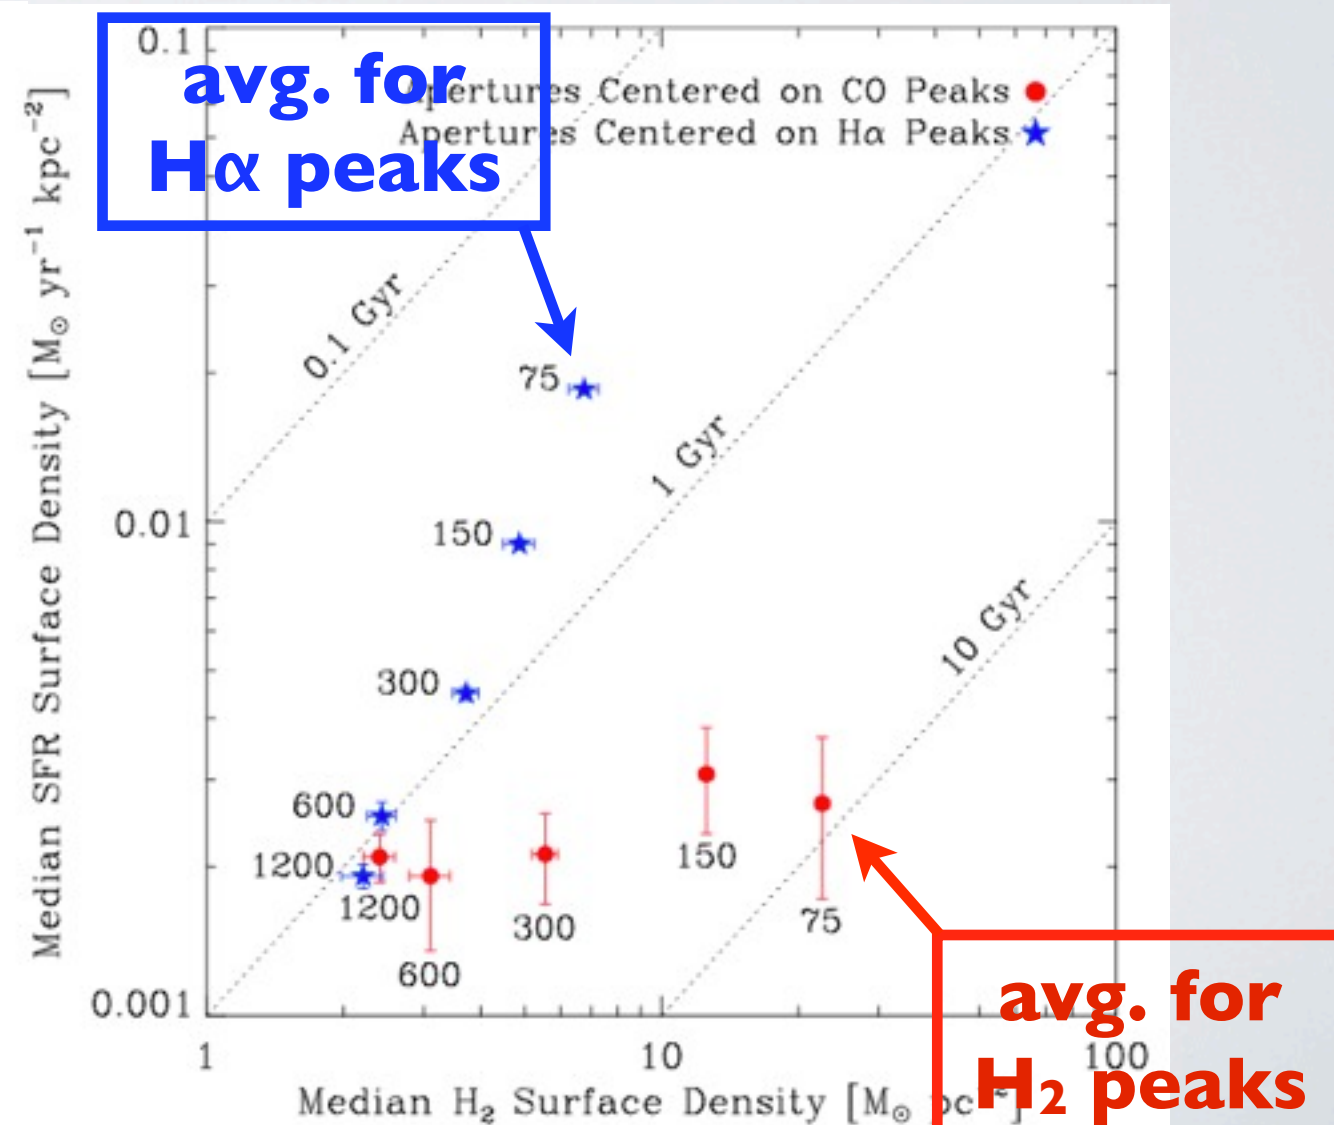 0.1
avg. for
Hα peaks
Apertures Centered on CO Peaks
Apertures Centered on Hα Peaks
0.1 Gyr
75
1 Gyr
0.01
150
10 Gyr
300
600
150
1200
1200
300
75
600
0.001
avg. for
H₂ peaks
1
10
100
Median H₂ Surface Density [M⊙ pc⁻²]
Median SFR Surface Density [M⊙ yr⁻¹ kpc⁻²]